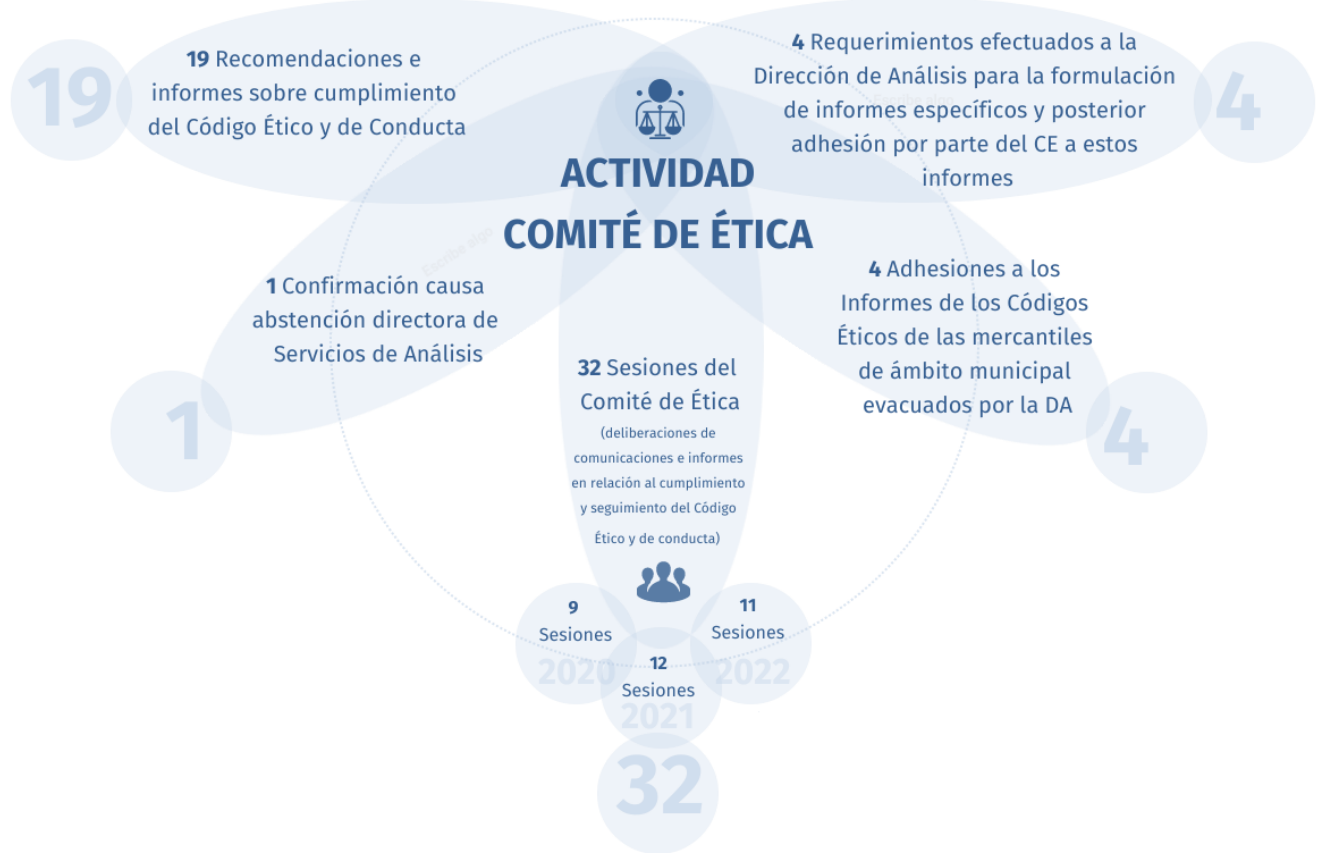 19
19 Recomendaciones e
informes sobre cumplimiento
del Código Ético y de Conducta
4 Requerimientos efectuados a la
Dirección de Análisis para la formulación
de informes específicos y posterior
adhesión por parte del CE a estos
informes
4
ACTIVIDAD
COMITÉ DE ÉTICA
Escribe algo
Escribe algo
1 Confirmación causa
abstención directora de
Servicios de Análisis
1
4 Adhesiones a los
Informes de los Códigos
Éticos de las mercantiles
de ámbito municipal
evacuados por la DA
4
32 Sesiones del
Comité de Ética
(deliberaciones de
comunicaciones e informes
en relación al cumplimiento
y seguimiento del Código
Ético y de conducta)
9
Sesiones
2020
12
Sesiones
2021
11
Sesiones
2022
32